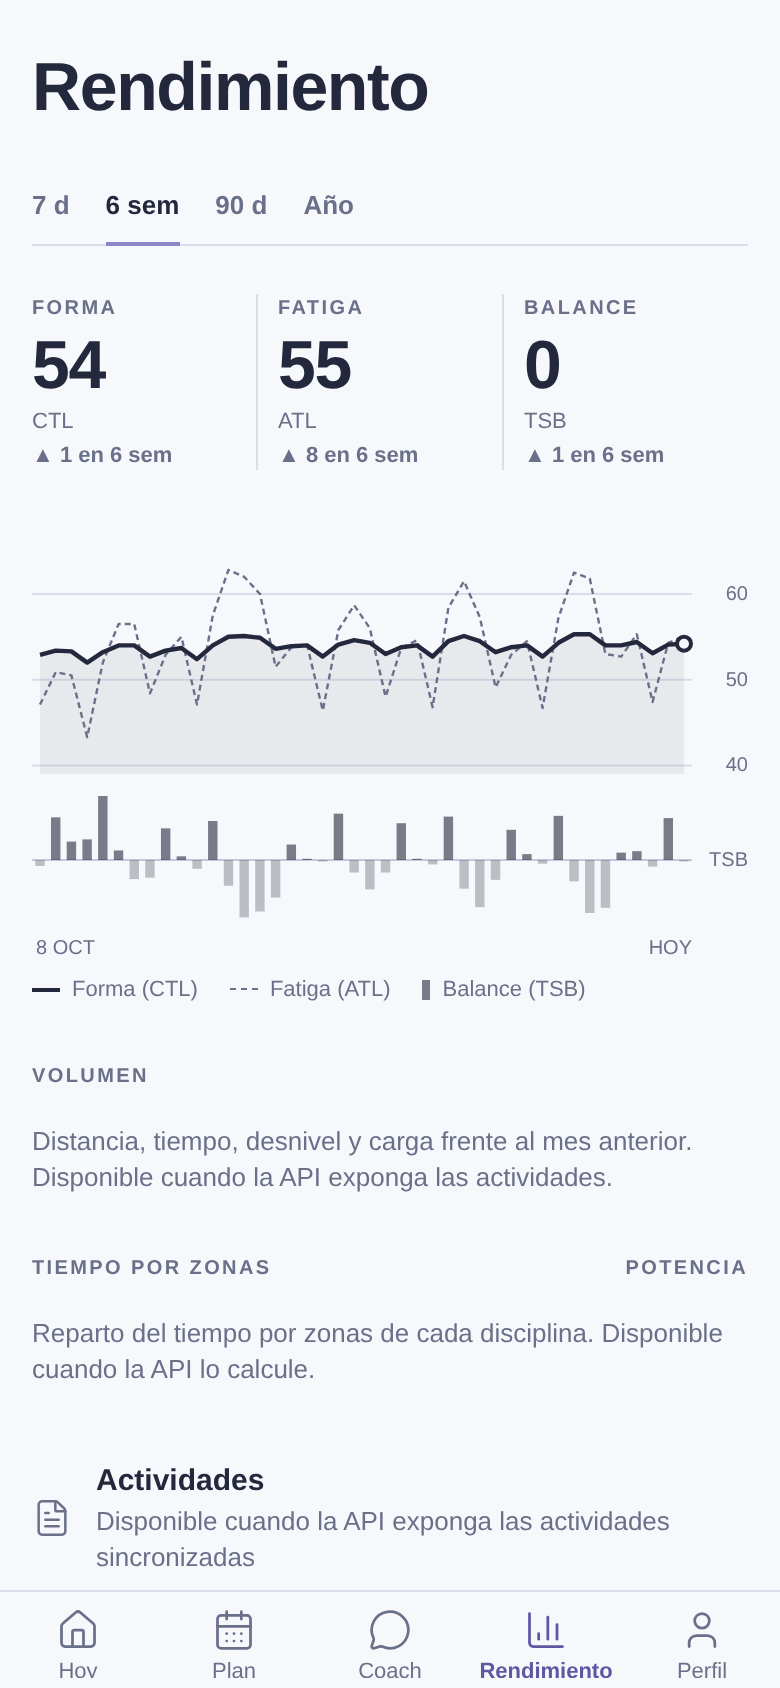 Rendimiento
7 d 6 sem 90 d Año
FORMA FATIGA BALANCE
54 55 0
CTL ATL TSB
▲ 1 en 6 sem ▲ 8 en 6 sem ▲ 1 en 6 sem
60
50
40
TSB
8 OCT HOY
Forma (CTL) Fatiga (ATL) Balance (TSB)
VOLUMEN
Distancia, tiempo, desnivel y carga frente al mes anterior.
Disponible cuando la API exponga las actividades.
TIEMPO POR ZONAS POTENCIA
Reparto del tiempo por zonas de cada disciplina. Disponible
cuando la API lo calcule.
Actividades
Disponible cuando la API exponga las actividades
sincronizadas
Hoy Plan Coach Rendimiento Perfil